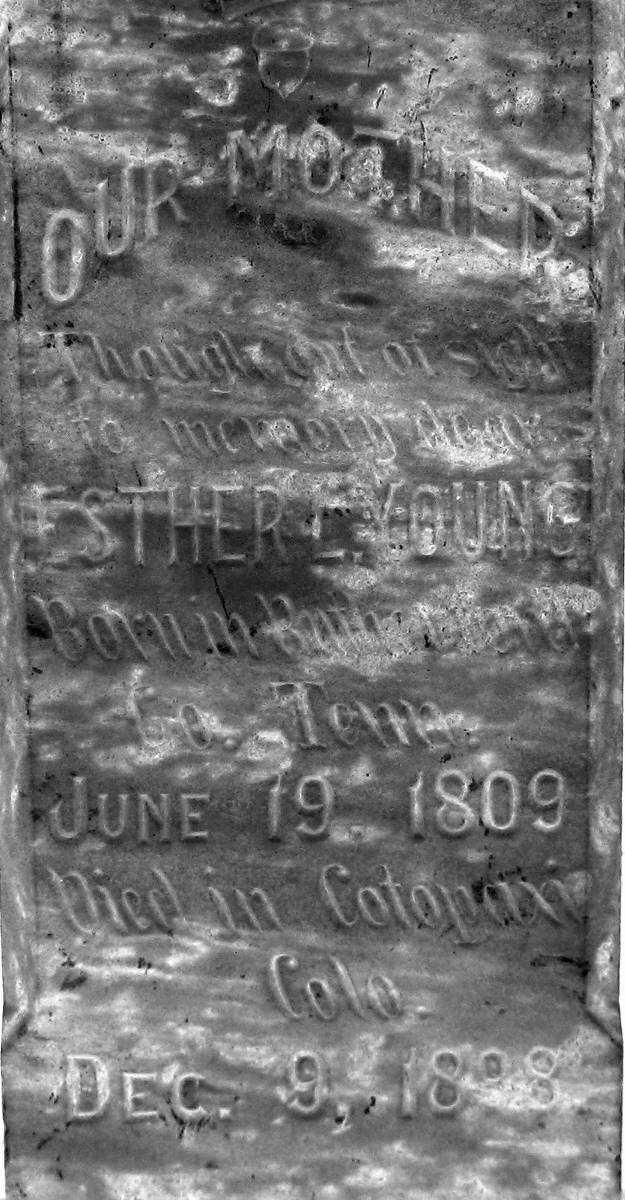 OUR MOTHER
Though out of sight
to memory dear
ESTHER E. YOUNG
Born in
Co. Tenn.
JUNE 19, 1809
Died in Cotopaxi
Colo.
DEC. 9, 1898